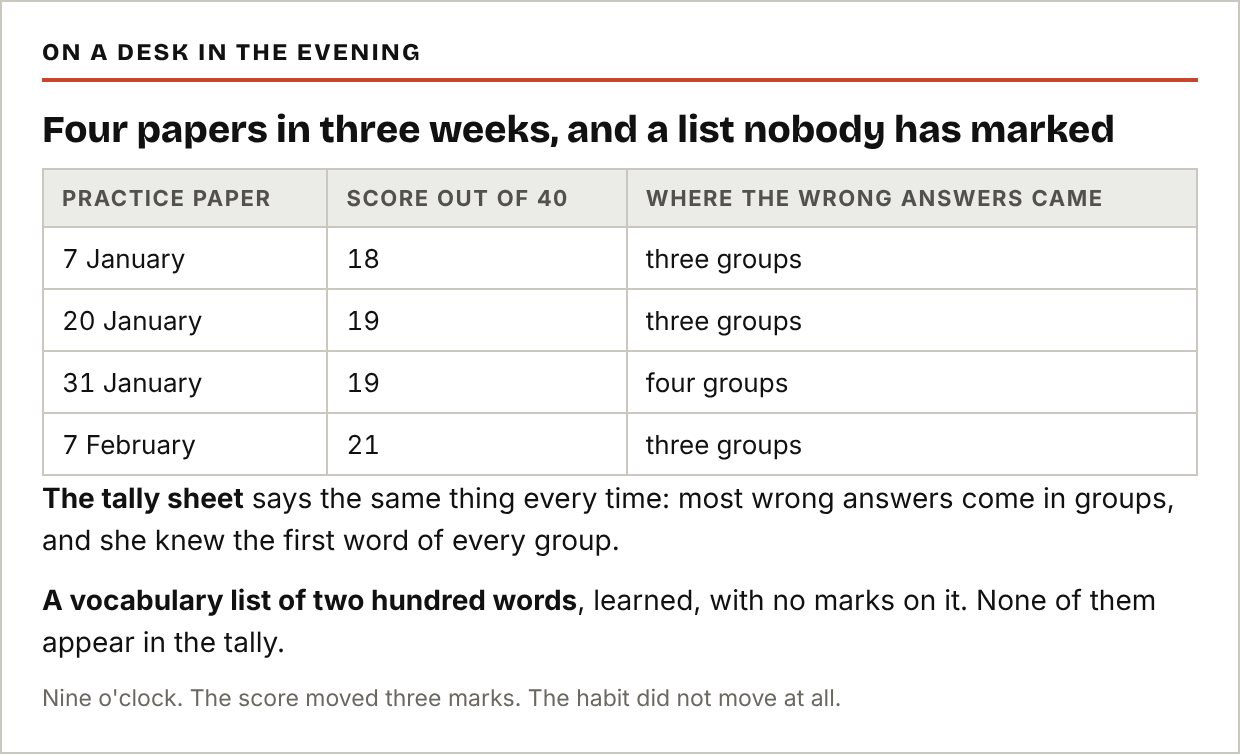 ON A DESK IN THE EVENING
Four papers in three weeks, and a list nobody has marked
PRACTICE PAPER SCORE OUT OF 40 WHERE THE WRONG ANSWERS CAME
7 January 18 three groups
20 January 19 three groups
31 January 19 four groups
7 February 21 three groups
The tally sheet says the same thing every time: most wrong answers come in groups,
and she knew the first word of every group.
A vocabulary list of two hundred words, learned, with no marks on it. None of them
appear in the tally.
Nine o'clock. The score moved three marks. The habit did not move at all.